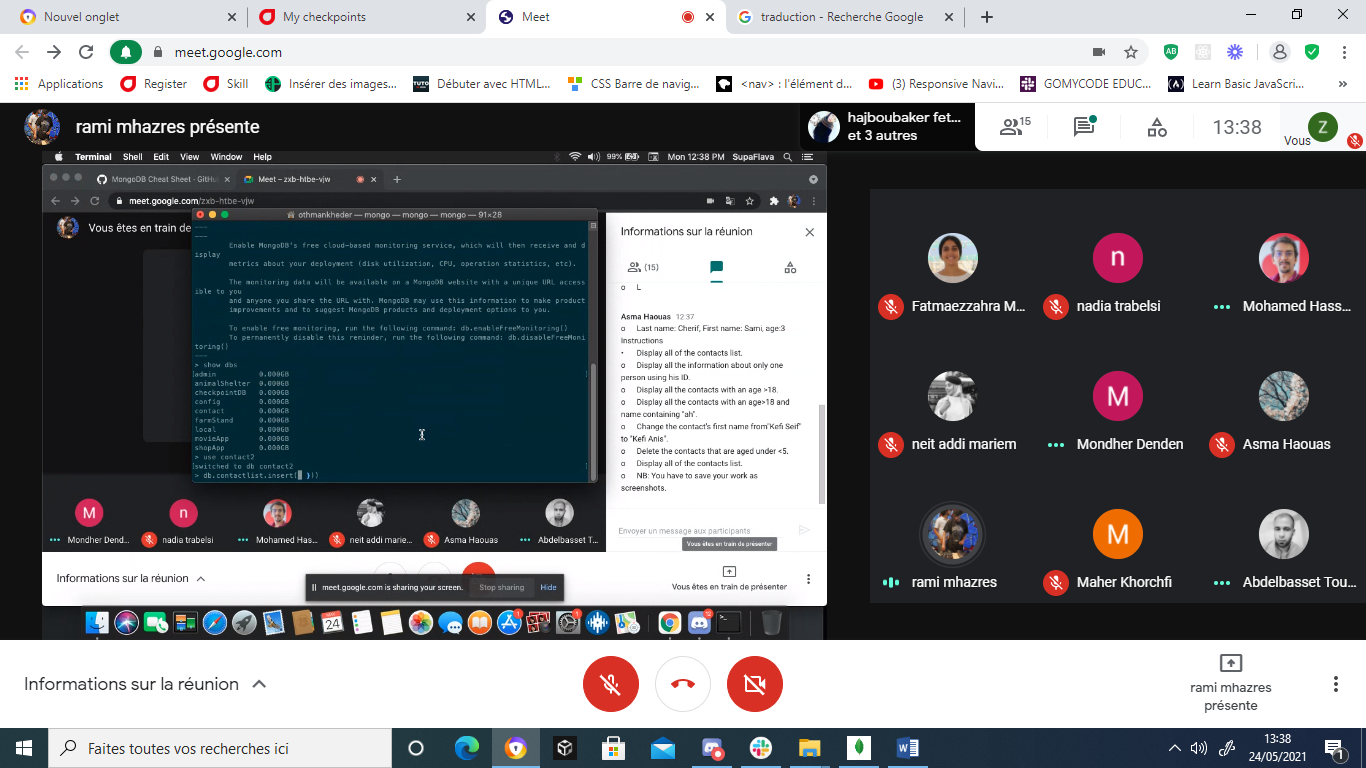 Nouvel onglet
My checkpoints
Meet
traduction - Recherche Google
meet.google.com
Applications
Register
Skill
Insérer des images...
TUTO
Débuter avec HTML...
CSS Barre de navig...
<nav> : l'élément d...
(3) Responsive Navi...
GOMYCODE EDUC...
Learn Basic JavaScri...
»
rami mhazres présente
hajboubaker fet...
et 3 autres
15
13:38
Vous
Z
Terminal Shell Edit View Window Help
99%
Mon 12:38 PM SupaFlava
MongoDB Cheat Sheet - GitHu
Meet – zxb-htbe-vjw
meet.google.com/zxb-htbe-vjw
Vous êtes en train de
othmankheder — mongo — mongo — mongo — 91×28
---
---
Enable MongoDB's free cloud-based monitoring service, which will then receive and d
isplay
metrics about your deployment (disk utilization, CPU, operation statistics, etc).
The monitoring data will be available on a MongoDB website with a unique URL access
ible to you
and anyone you share the URL with. MongoDB may use this information to make product
improvements and to suggest MongoDB products and deployment options to you.
To enable free monitoring, run the following command: db.enableFreeMonitoring()
To permanently disable this reminder, run the following command: db.disableFreeMoni
toring()
---
> show dbs
admin 0.000GB
animalShelter 0.000GB
checkpointDB 0.000GB
config 0.000GB
contact 0.000GB
farmStand 0.000GB
local 0.000GB
movieApp 0.000GB
shopApp 0.000GB
> use contact2
switched to db contact2
> db.contactlist.insert( })
Informations sur la réunion
(15)
o L
Asma Haouas 12:37
o Last name: Cherif, First name: Sami, age:3
Instructions
• Display all of the contacts list.
o Display all the information about only one
person using his ID.
o Display all the contacts with an age >18.
o Display all the contacts with an age>18 and
name containing "ah".
o Change the contact's first name from"Kefi Seif"
to "Kefi Anis".
o Delete the contacts that are aged under <5.
o Display all of the contacts list.
o NB: You have to save your work as
screenshots.
Envoyer un message aux participants
Vous êtes en train de présenter
M
n
Mondher Dend...
nadia trabelsi
Mohamed Has...
neit addi marie...
Asma Haouas
Abdelbasset T...
Informations sur la réunion
meet.google.com is sharing your screen.
Stop sharing
Hide
Vous êtes en train de présenter
24
n
Fatmaezzahra M...
nadia trabelsi
Mohamed Hass...
M
neit addi mariem
Mondher Denden
Asma Haouas
M
rami mhazres
Maher Khorchfi
Abdelbasset Tou...
Informations sur la réunion
rami mhazres
présente
Faites toutes vos recherches ici
13:38
24/05/2021
1